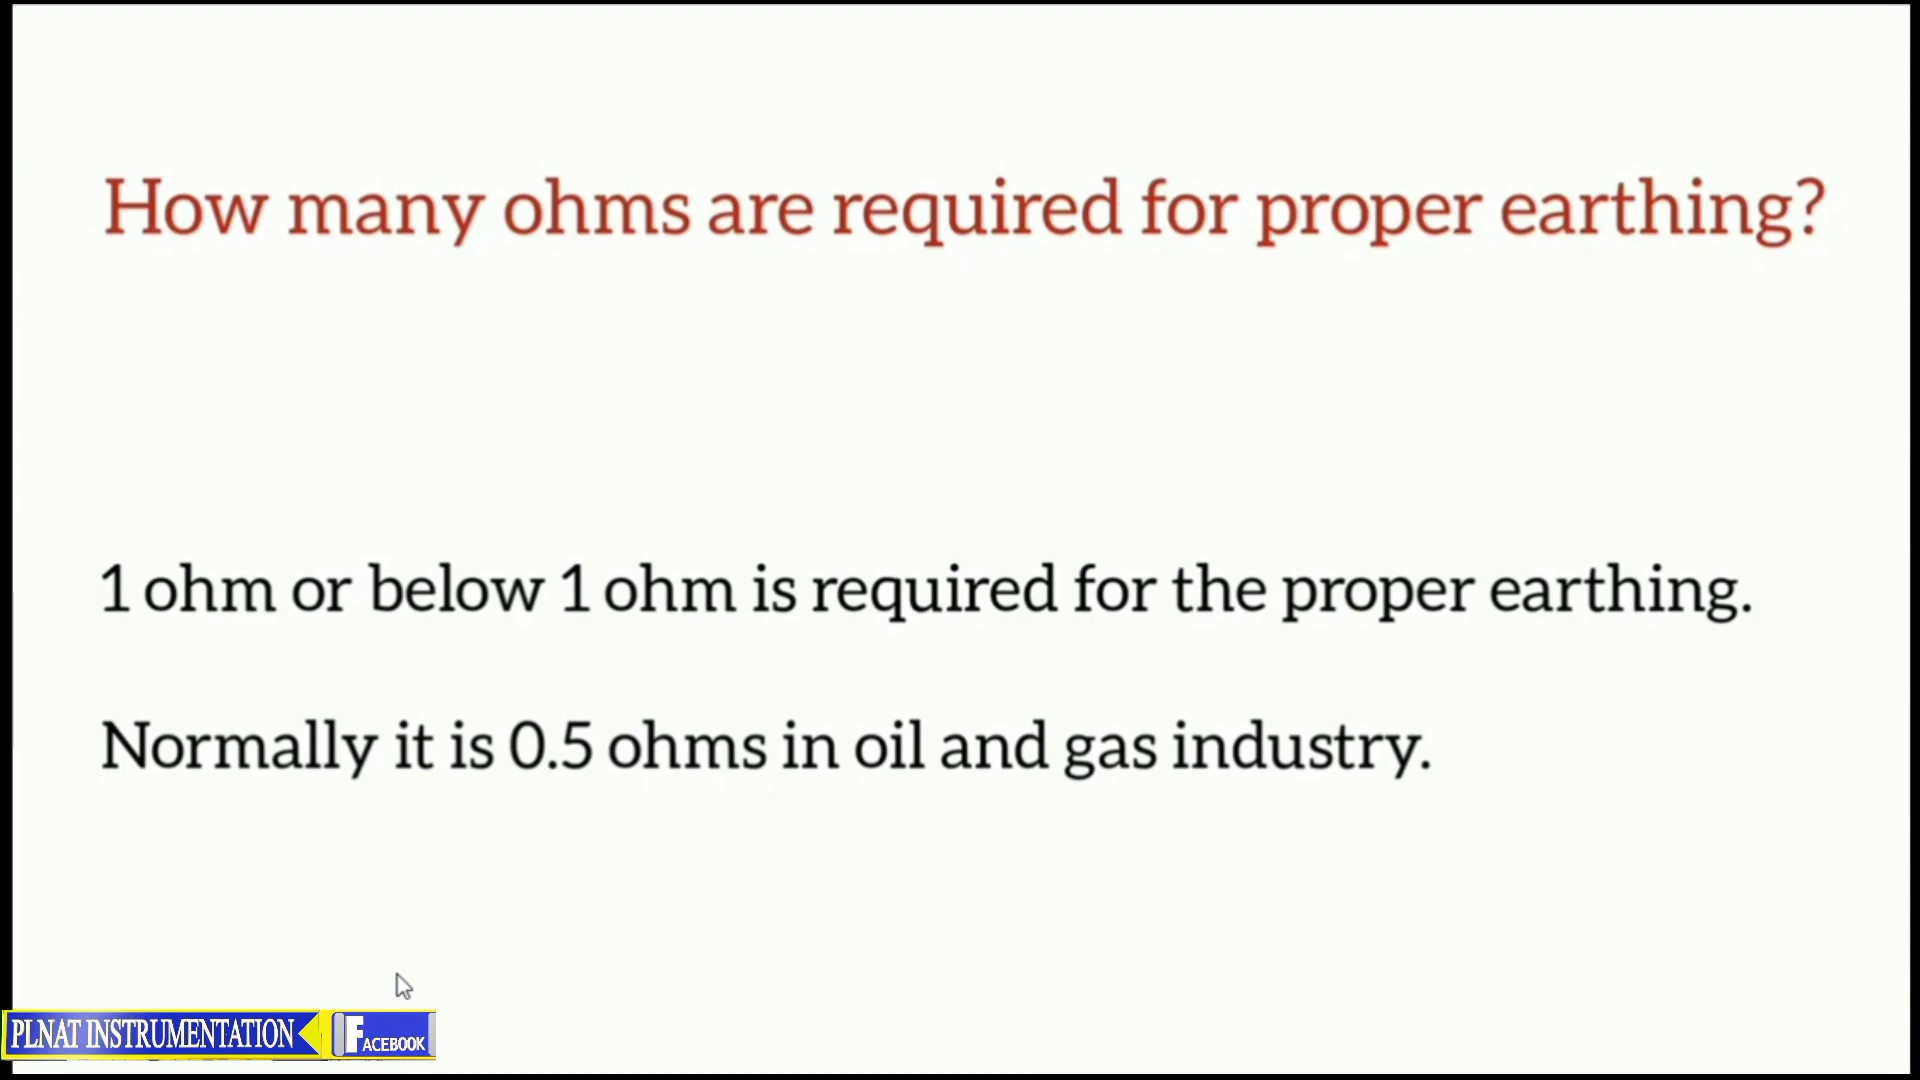 How many ohms are required for proper earthing?
1 ohm or below 1 ohm is required for the proper earthing.
Normally it is 0.5 ohms in oil and gas industry.
PLNAT INSTRUMENTATION FACEBOOK